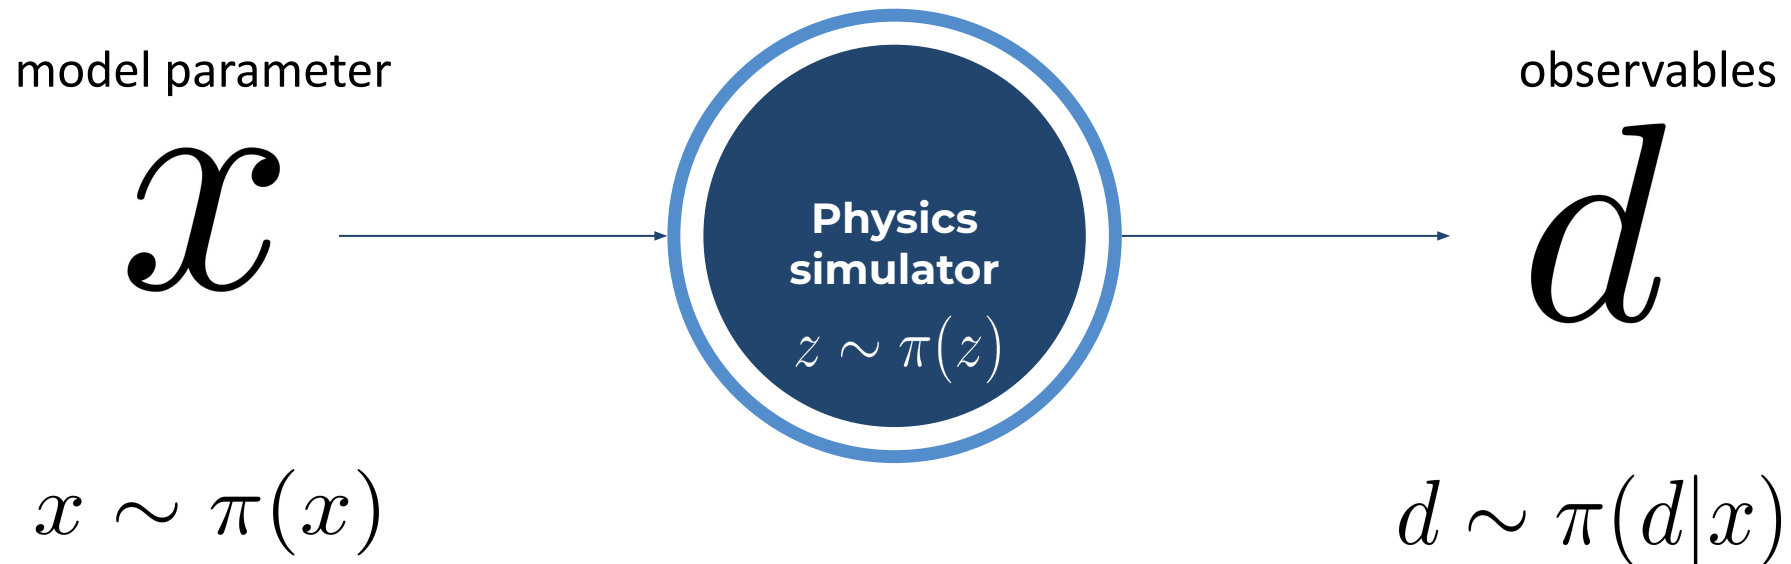 model parameter
observables
x
d
Physics
simulator
z ~ π(z)
x ~ π(x)
d ~ π(d|x)